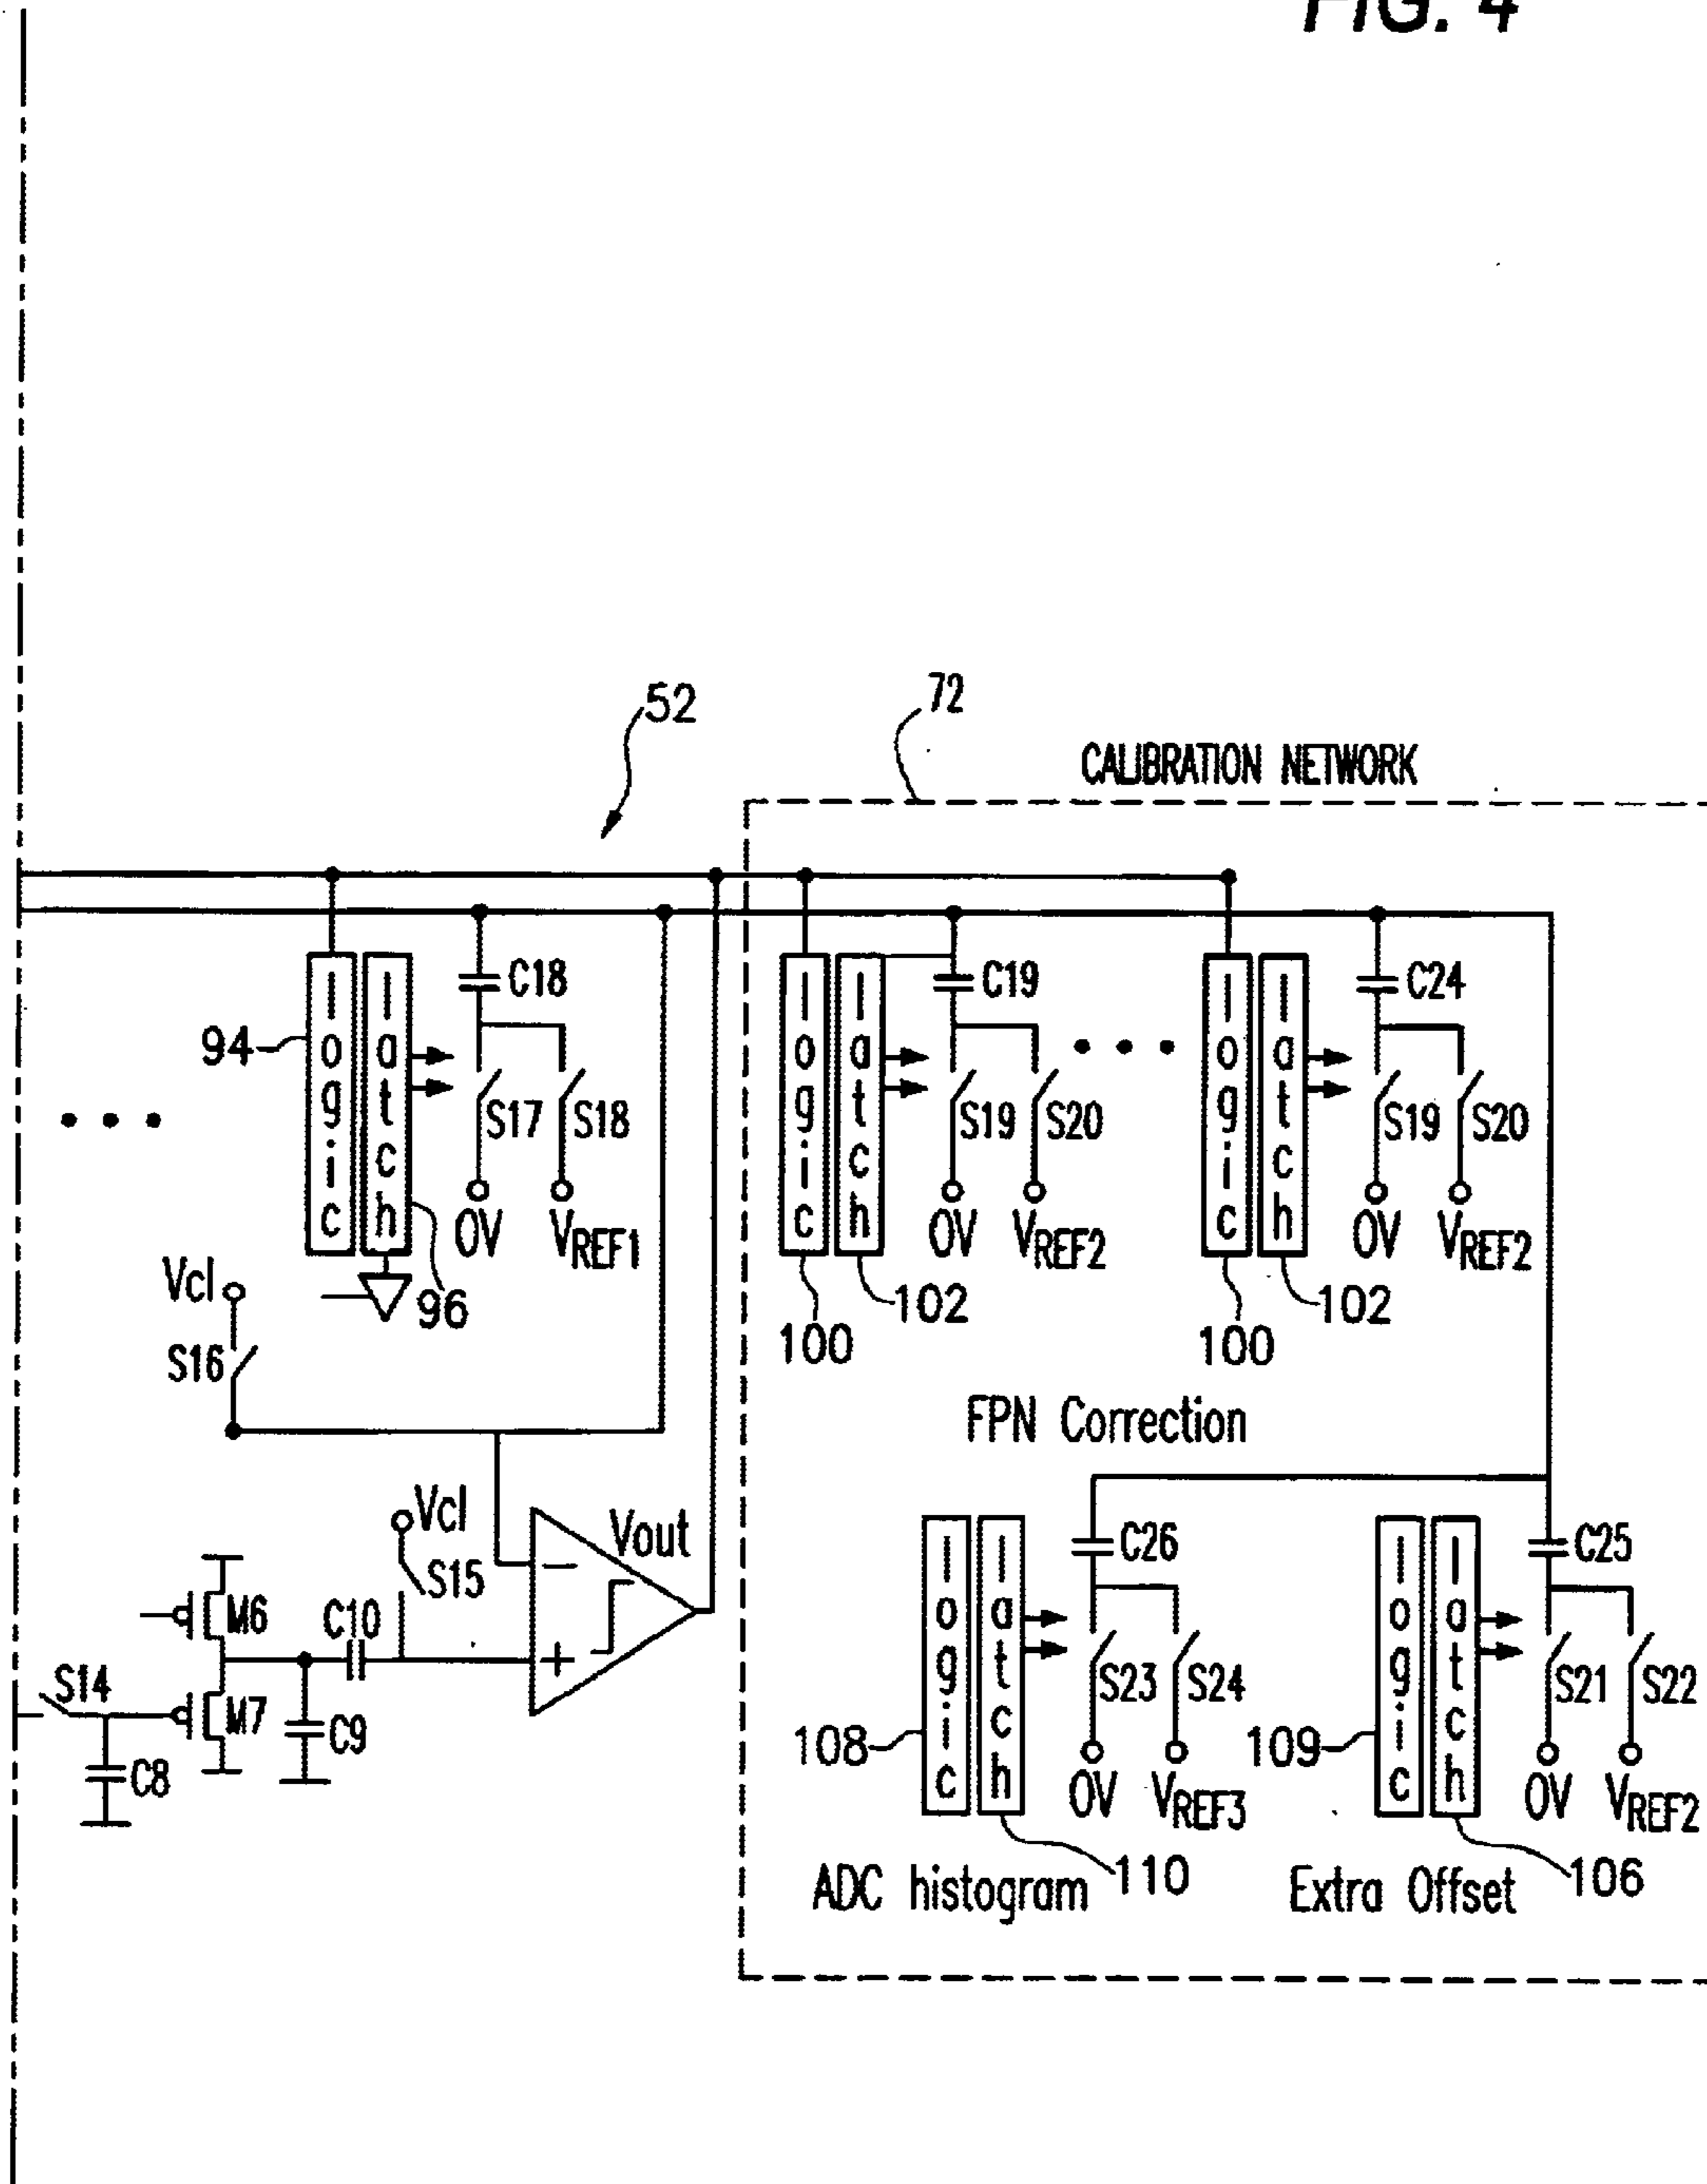 FIG. 4
52
72
CALIBRATION NETWORK
C18
C19
C24
94
logic
latch
S17
S18
0V
VREF1
96
logic
latch
S19
S20
0V
VREF2
100
102
logic
latch
S19
S20
0V
VREF2
100
102
Vcl
S16
FPN Correction
Vcl
S15
Vout
−
+
M6
C10
S14
M7
C9
C8
C26
logic
latch
S23
S24
108
0V
VREF3
110
ADC histogram
C25
logic
latch
S21
S22
109
0V
VREF2
106
Extra Offset